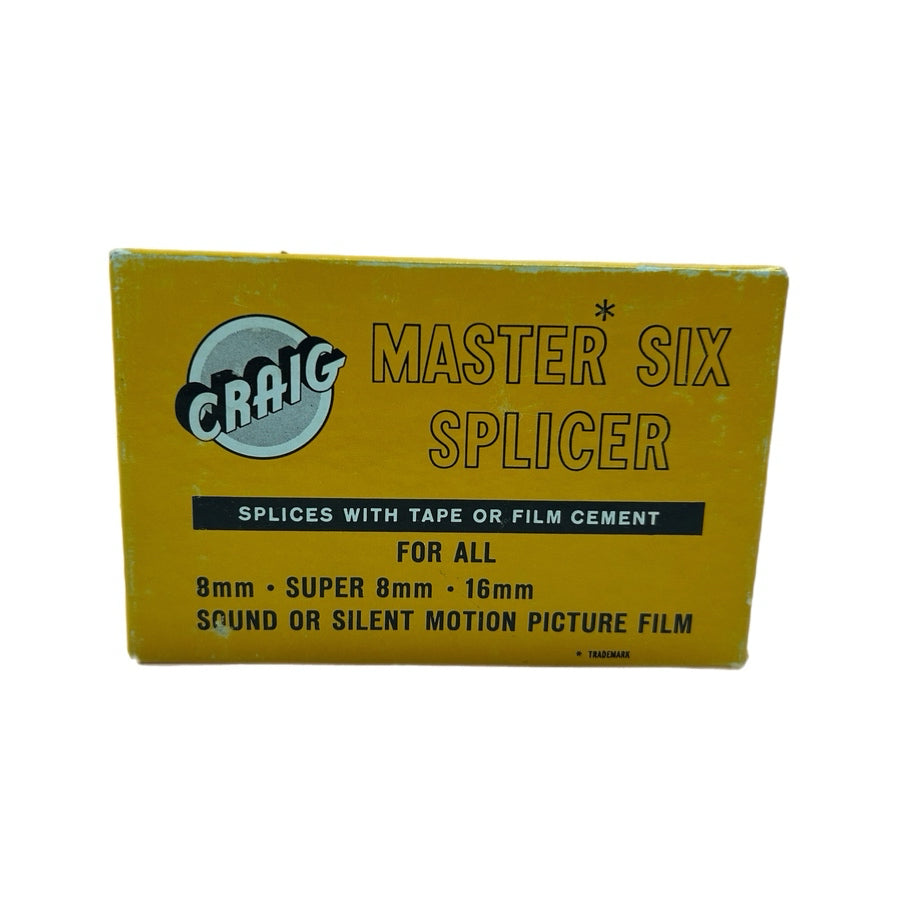 CRAIG
MASTER* SIX
SPLICER
SPLICES WITH TAPE OR FILM CEMENT
FOR ALL
8mm • SUPER 8mm • 16mm
SOUND OR SILENT MOTION PICTURE FILM
* TRADEMARK